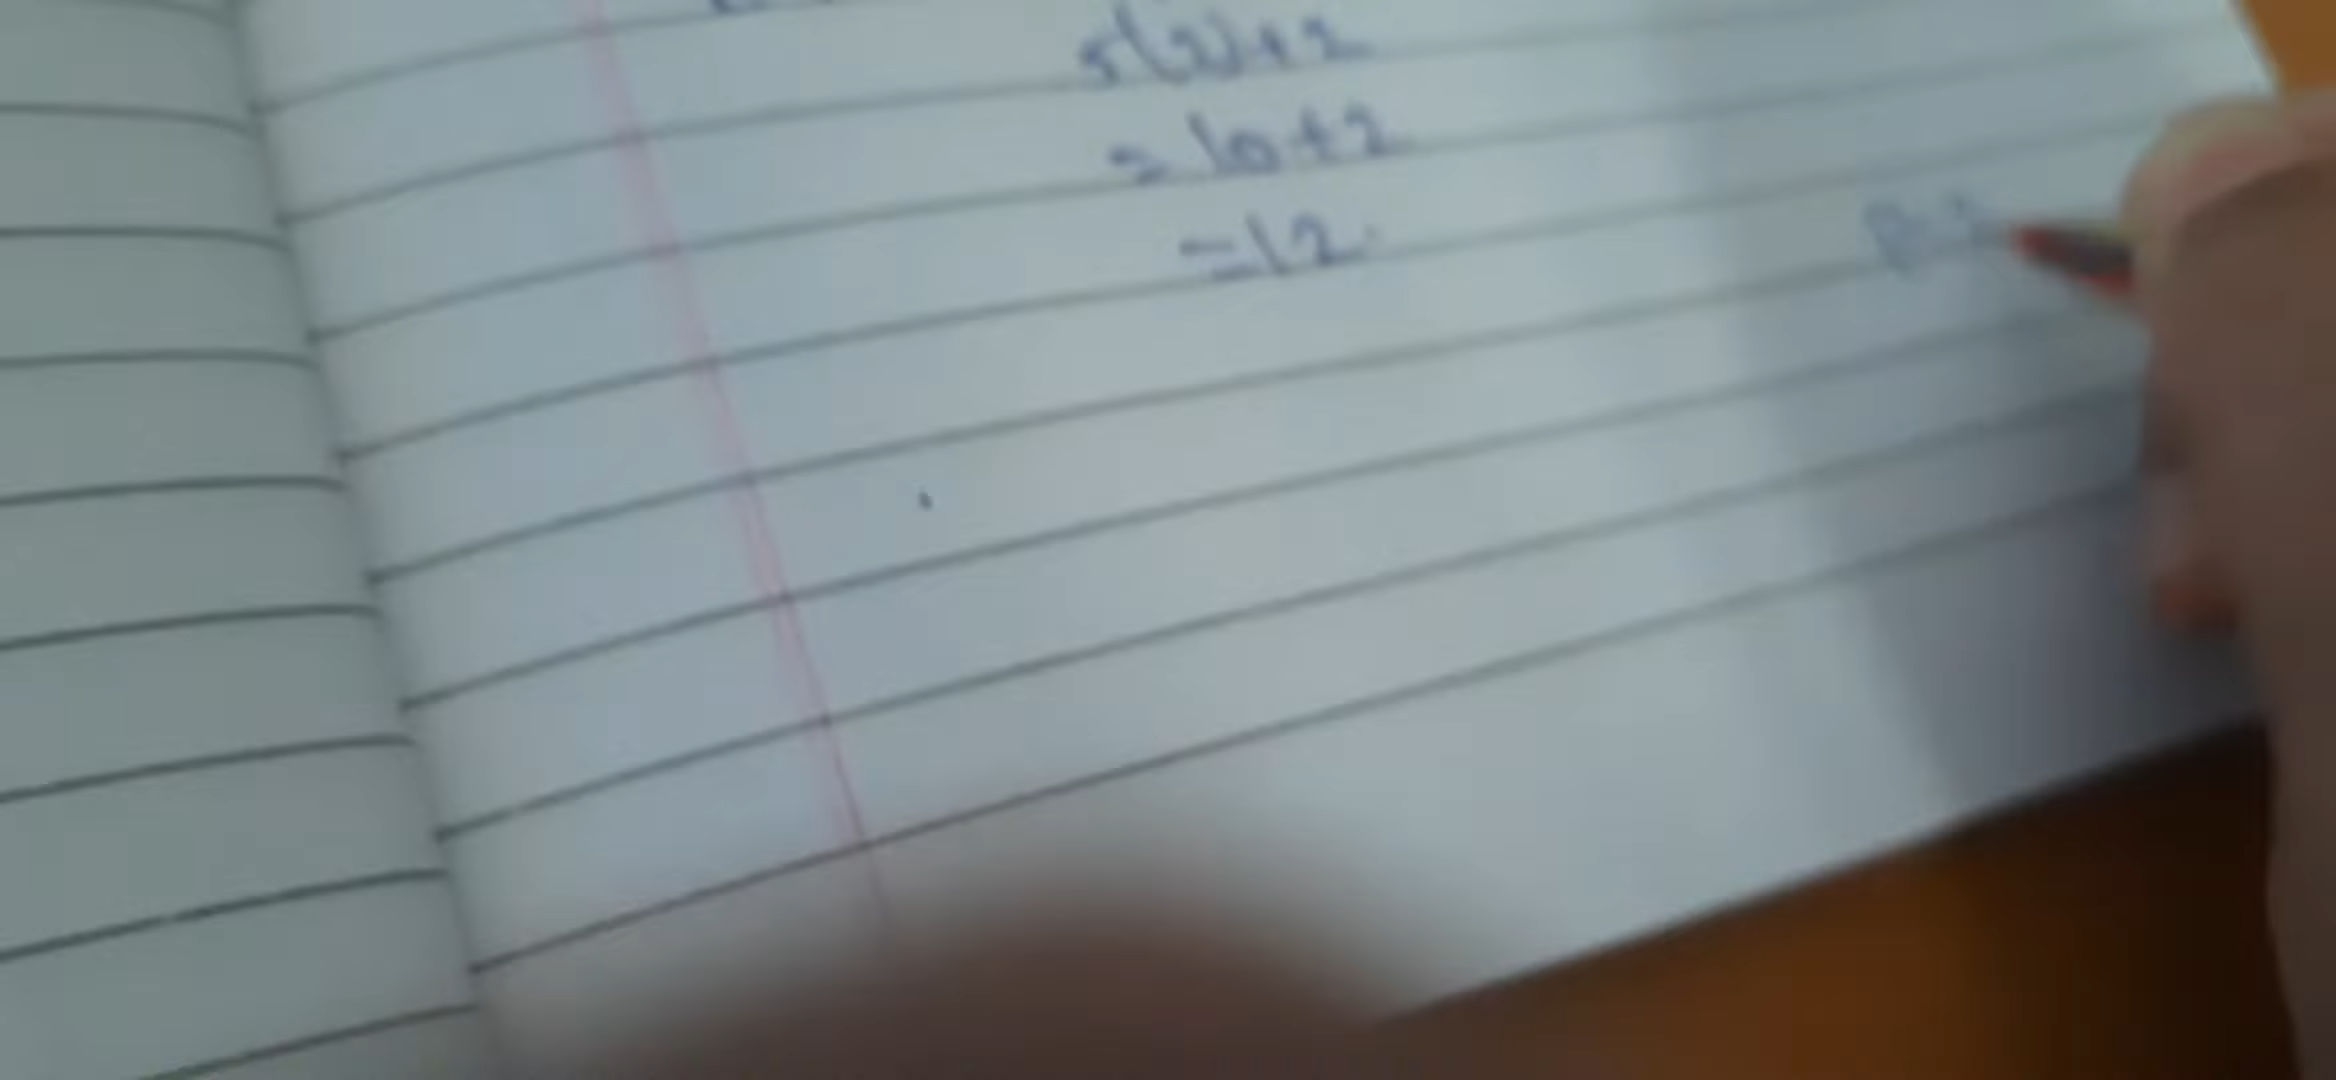 5(2)+2
= 10+2
=12.